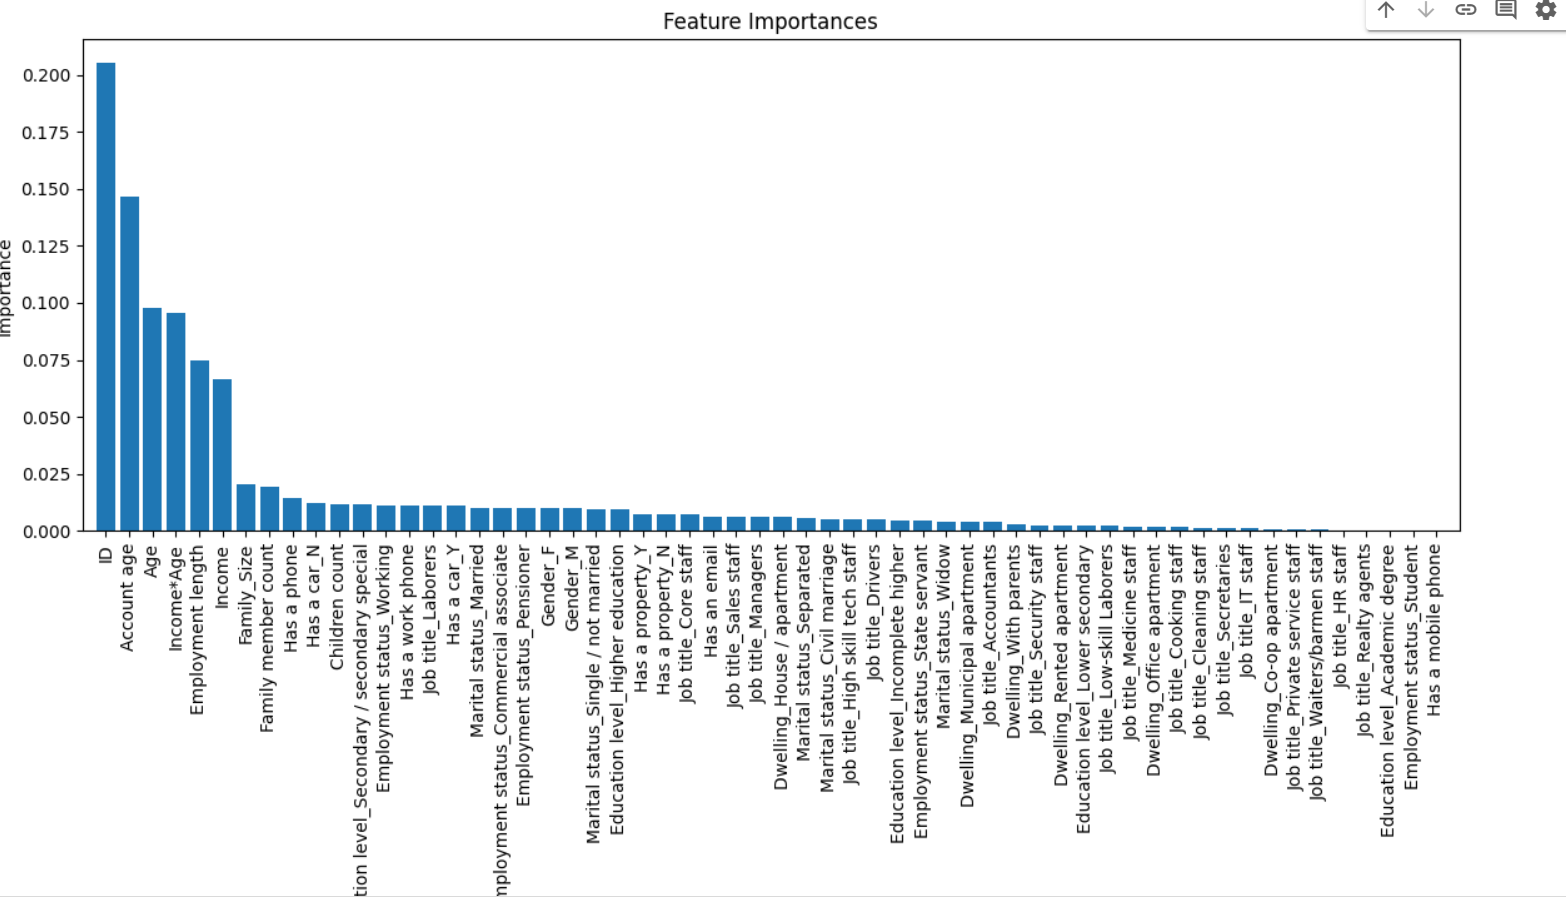 Feature Importances
Importance
0.200
0.175
0.150
0.125
0.100
0.075
0.050
0.025
0.000
ID
Account age
Age
Income*Age
Employment length
Income
Family_Size
Family member count
Has a phone
Has a car_N
Children count
tion level_Secondary / secondary special
Employment status_Working
Has a work phone
Job title_Laborers
Has a car_Y
Marital status_Married
mployment status_Commercial associate
Employment status_Pensioner
Gender_F
Gender_M
Marital status_Single / not married
Education level_Higher education
Has a property_Y
Has a property_N
Job title_Core staff
Has an email
Job title_Sales staff
Job title_Managers
Dwelling_House / apartment
Marital status_Separated
Marital status_Civil marriage
Job title_High skill tech staff
Job title_Drivers
Education level_Incomplete higher
Employment status_State servant
Marital status_Widow
Dwelling_Municipal apartment
Job title_Accountants
Dwelling_With parents
Job title_Security staff
Dwelling_Rented apartment
Education level_Lower secondary
Job title_Low-skill Laborers
Job title_Medicine staff
Dwelling_Office apartment
Job title_Cooking staff
Job title_Cleaning staff
Job title_Secretaries
Job title_IT staff
Dwelling_Co-op apartment
Job title_Private service staff
Job title_Waiters/barmen staff
Job title_HR staff
Job title_Realty agents
Education level_Academic degree
Employment status_Student
Has a mobile phone